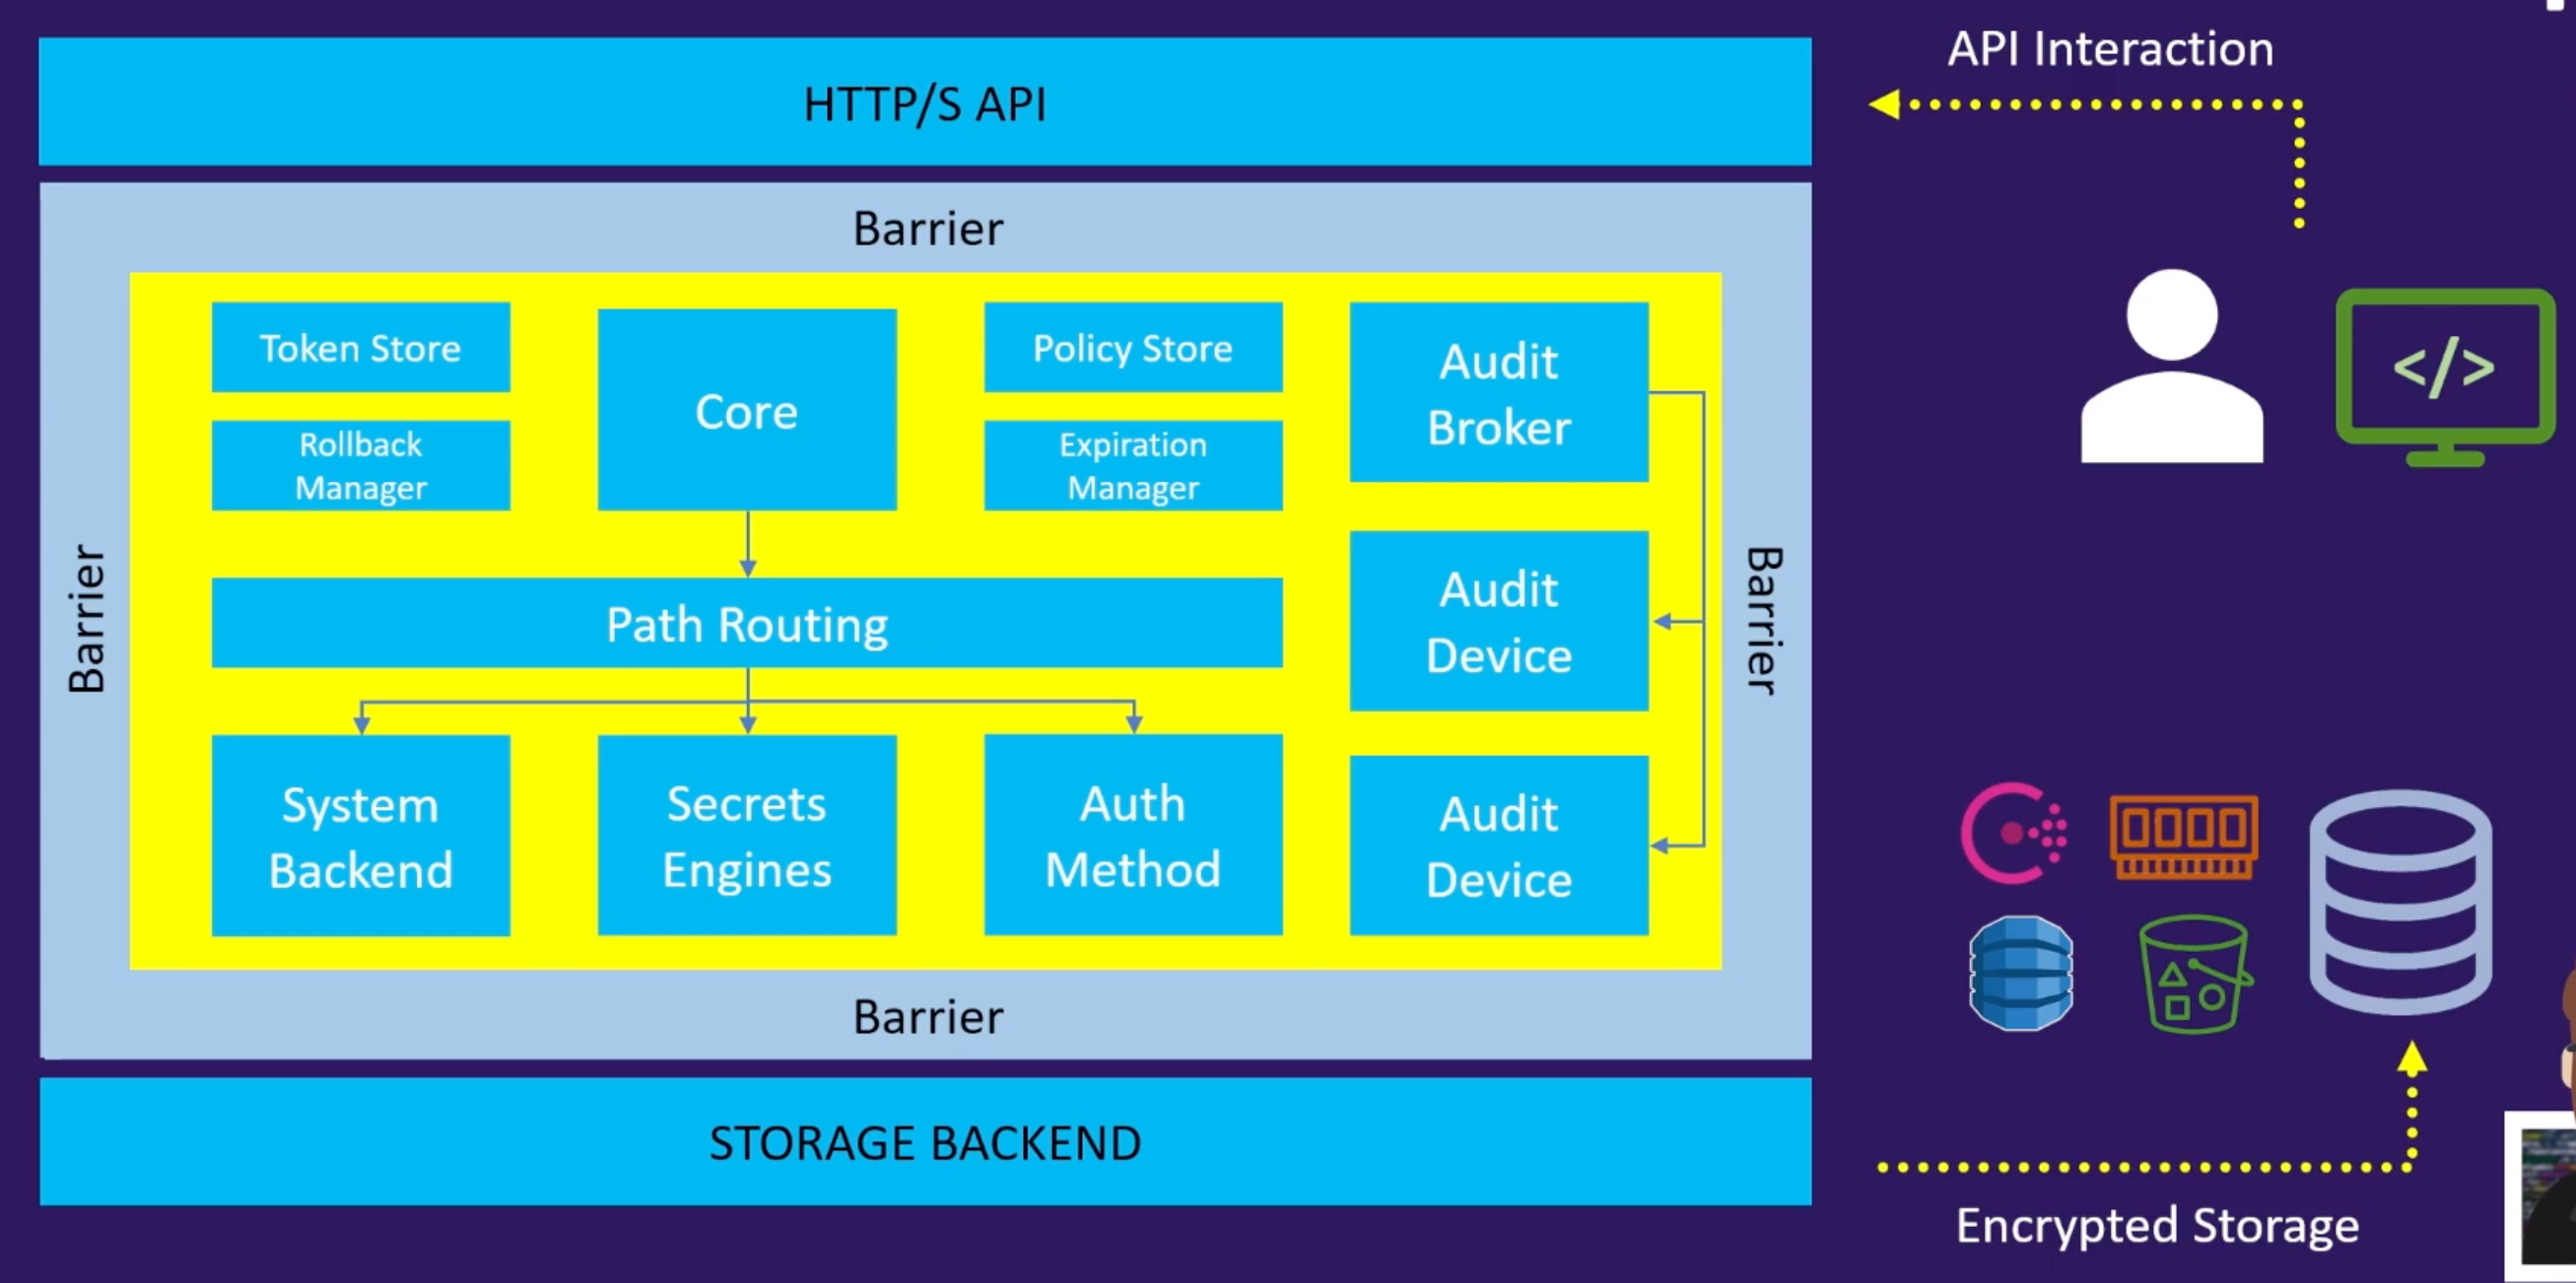 API Interaction
HTTP/S API
Barrier
Token Store
Core
Policy Store
Audit
Broker
Rollback
Manager
Expiration
Manager
Barrier
Path Routing
Audit
Device
Barrier
System
Backend
Secrets
Engines
Auth
Method
Audit
Device
</>
Barrier
STORAGE BACKEND
Encrypted Storage